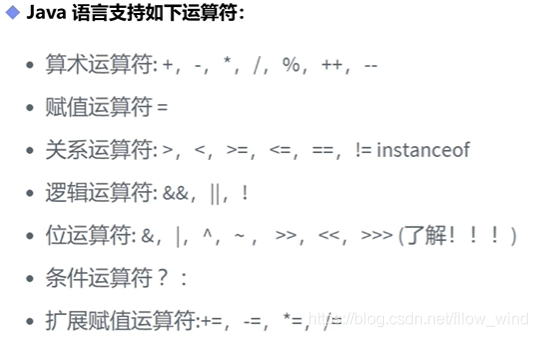 Java 语言支持如下运算符：
算术运算符: +，-，*，/，%，++，--
赋值运算符 =
关系运算符: >，<，>=，<=，==，!= instanceof
逻辑运算符: &&，||，!
位运算符: &，|，^，~ ， >>，<<，>>> (了解！！！)
条件运算符？：
扩展赋值运算符:+=，-=，*=，/=
http://blog.csdn.net/fllow_wind